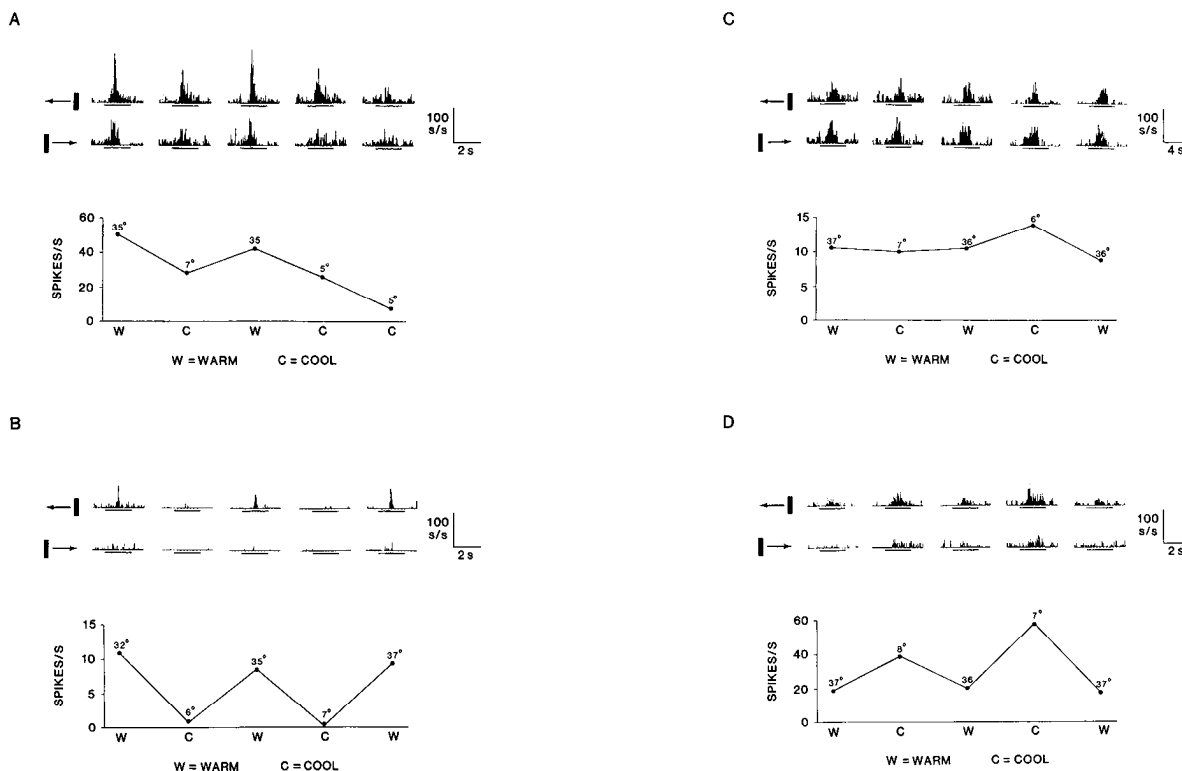 A
100
s/s
2 s
60
40
20
0
SPIKES/S
35°
7°
35
5°
5°
W C W C C
W = WARM C = COOL
B
100
s/s
2 s
15
10
5
0
SPIKES/S
32°
6°
35°
7°
37°
W C W C W
W = WARM C = COOL
C
100
s/s
4 s
15
10
5
0
SPIKES/S
37°
7°
36°
6°
36°
W C W C W
W = WARM C = COOL
D
100
s/s
2 s
60
40
20
0
SPIKES/S
37°
8°
36
7°
37°
W C W C W
W = WARM C = COOL